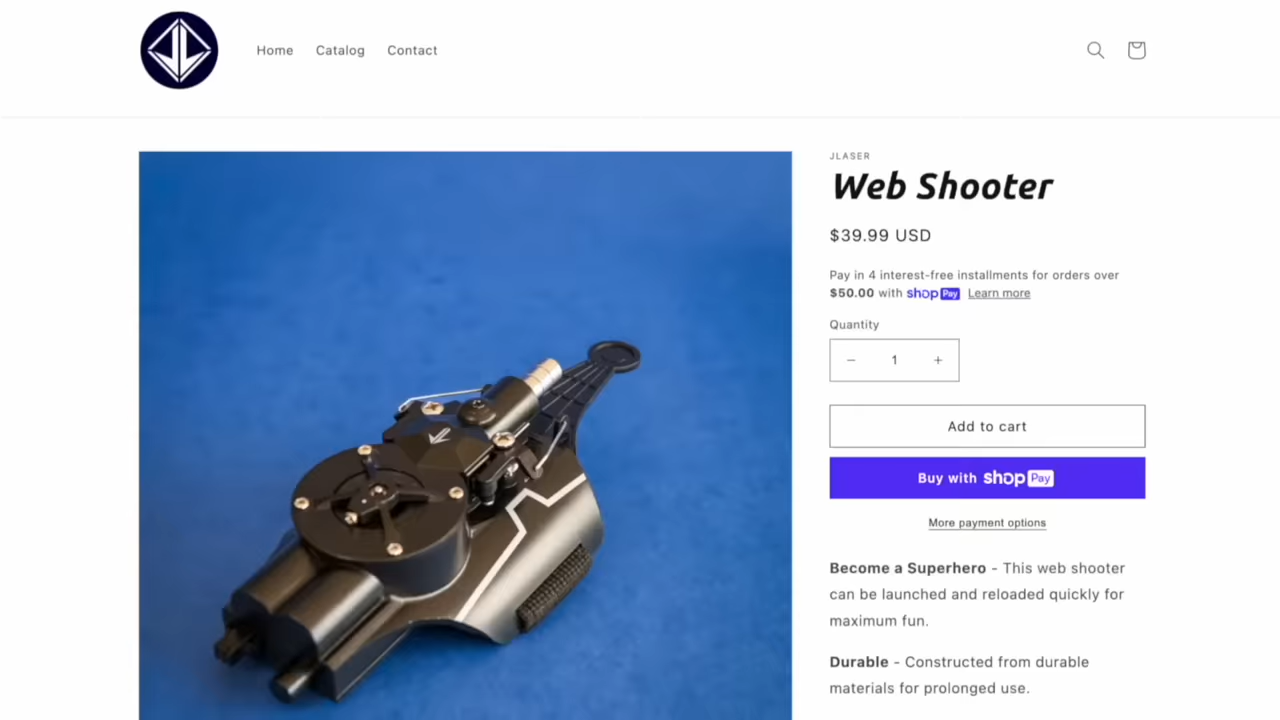 Home Catalog Contact
JLASER
Web Shooter
$39.99 USD
Pay in 4 interest-free installments for orders over
$50.00 with shop Pay Learn more
Quantity
− 1 +
Add to cart
Buy with shop Pay
More payment options
Become a Superhero - This web shooter
can be launched and reloaded quickly for
maximum fun.
Durable - Constructed from durable
materials for prolonged use.